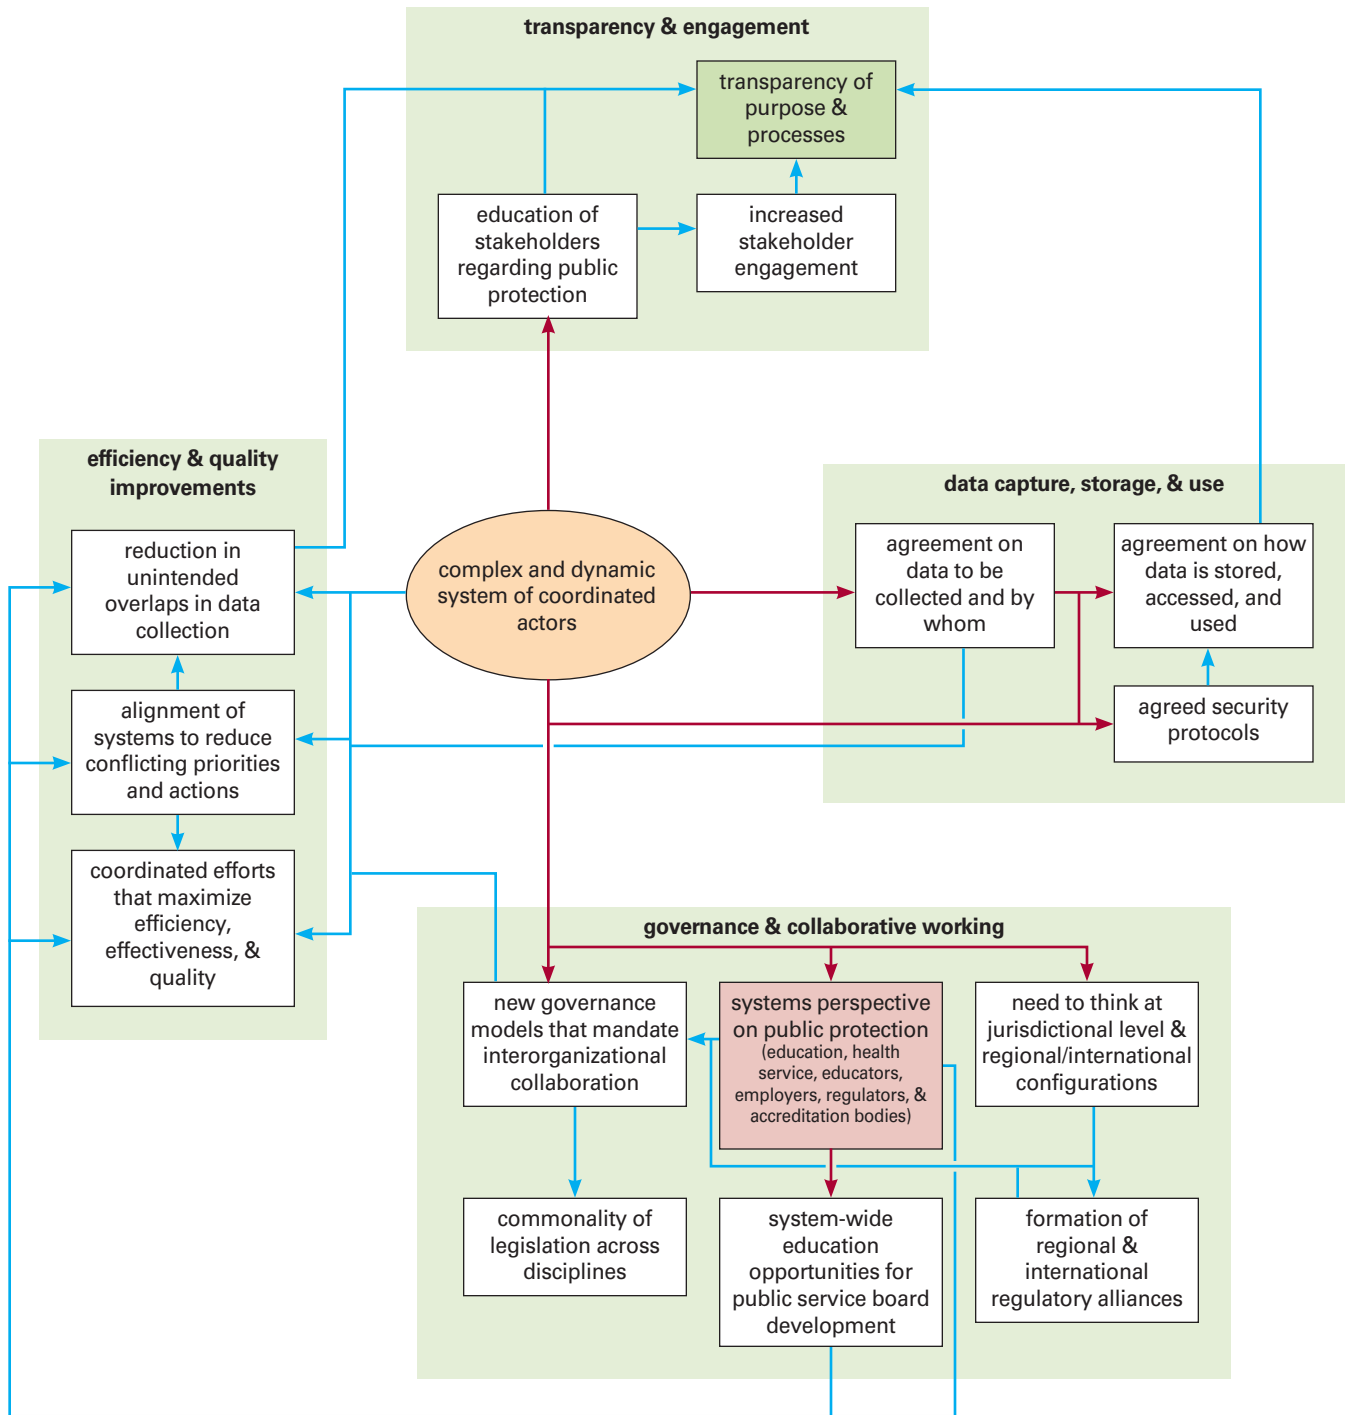 transparency & engagement
transparency of
purpose &
processes
education of
stakeholders
regarding public
protection
increased
stakeholder
engagement
efficiency & quality
improvements
reduction in
unintended
overlaps in data
collection
alignment of
systems to reduce
conflicting priorities
and actions
coordinated efforts
that maximize
efficiency,
effectiveness, &
quality
complex and dynamic
system of coordinated
actors
data capture, storage, & use
agreement on
data to be
collected and by
whom
agreement on how
data is stored,
accessed, and
used
agreed security
protocols
governance & collaborative working
new governance
models that mandate
interorganizational
collaboration
systems perspective
on public protection
(education, health
service, educators,
employers, regulators, &
accreditation bodies)
need to think at
jurisdictional level &
regional/international
configurations
commonality of
legislation across
disciplines
system-wide
education
opportunities for
public service board
development
formation of
regional &
international
regulatory alliances